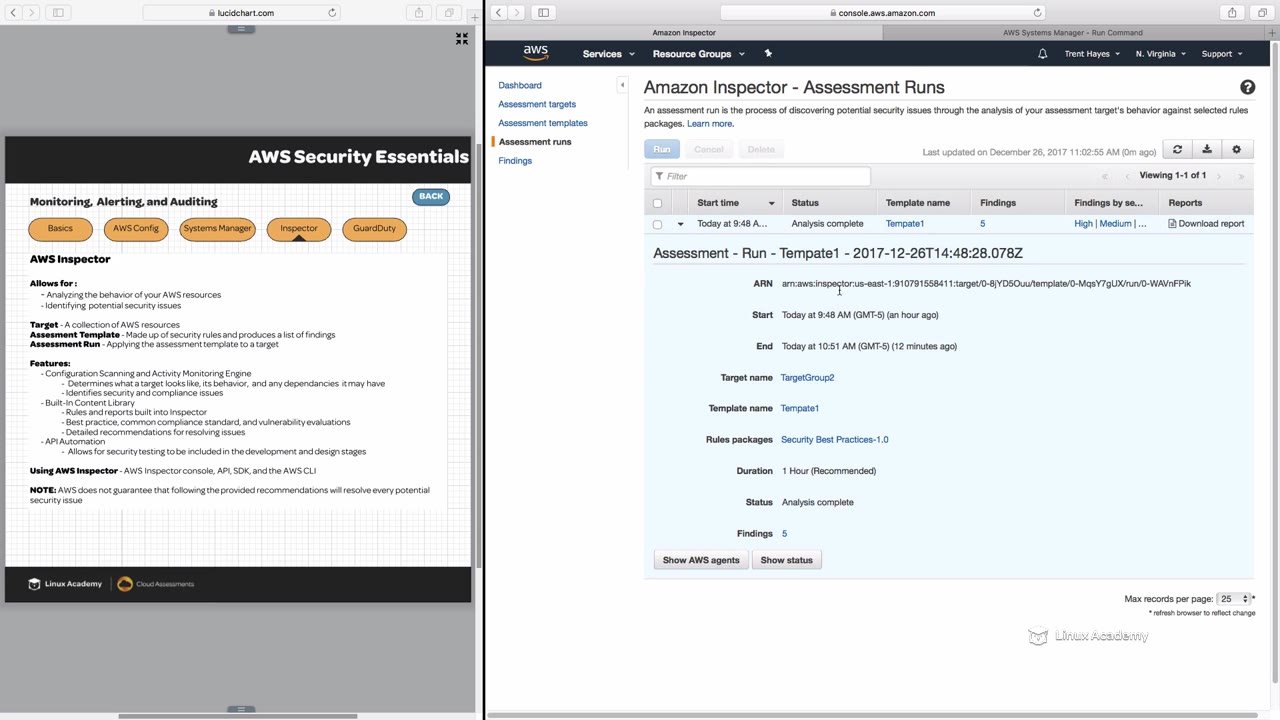 lucidchart.com
AWS Security Essentials
Monitoring, Alerting, and Auditing
BACK
Basics
AWS Config
Systems Manager
Inspector
GuardDuty
AWS Inspector
Allows for :
- Analyzing the behavior of your AWS resources
- Identifying potential security issues
Target - A collection of AWS resources
Assesment Template - Made up of security rules and produces a list of findings
Assessment Run - Applying the assessment template to a target
Features:
- Configuration Scanning and Activity Monitoring Engine
- Determines what a target looks like, its behavior, and any dependancies it may have
- Identifies security and compliance issues
- Built-In Content Library
- Rules and reports built into Inspector
- Best practice, common compliance standard, and vulnerability evaluations
- Detailed recommendations for resolving issues
- API Automation
- Allows for security testing to be included in the development and design stages
Using AWS Inspector - AWS Inspector console, API, SDK, and the AWS CLI
NOTE: AWS does not guarantee that following the provided recommendations will resolve every potential
security issue
Linux Academy
Cloud Assessments
console.aws.amazon.com
Amazon Inspector
AWS Systems Manager - Run Command
aws
Services
Resource Groups
Trent Hayes
N. Virginia
Support
Dashboard
Assessment targets
Assessment templates
Assessment runs
Findings
Amazon Inspector - Assessment Runs
An assessment run is the process of discovering potential security issues through the analysis of your assessment target's behavior against selected rules
packages. Learn more.
Run
Cancel
Delete
Last updated on December 26, 2017 11:02:55 AM (0m ago)
Filter
Viewing 1-1 of 1
Start time Status Template name Findings Findings by se... Reports
Today at 9:48 A... Analysis complete Tempate1 5 High | Medium | ... Download report
Assessment - Run - Tempate1 - 2017-12-26T14:48:28.078Z
ARN arn:aws:inspector:us-east-1:910791558411:target/0-8jYD5Ouu/template/0-MqsY7gUX/run/0-WAVnFPik
Start Today at 9:48 AM (GMT-5) (an hour ago)
End Today at 10:51 AM (GMT-5) (12 minutes ago)
Target name TargetGroup2
Template name Tempate1
Rules packages Security Best Practices-1.0
Duration 1 Hour (Recommended)
Status Analysis complete
Findings 5
Show AWS agents
Show status
Max records per page: 25 *
* refresh browser to reflect change
Linux Academy